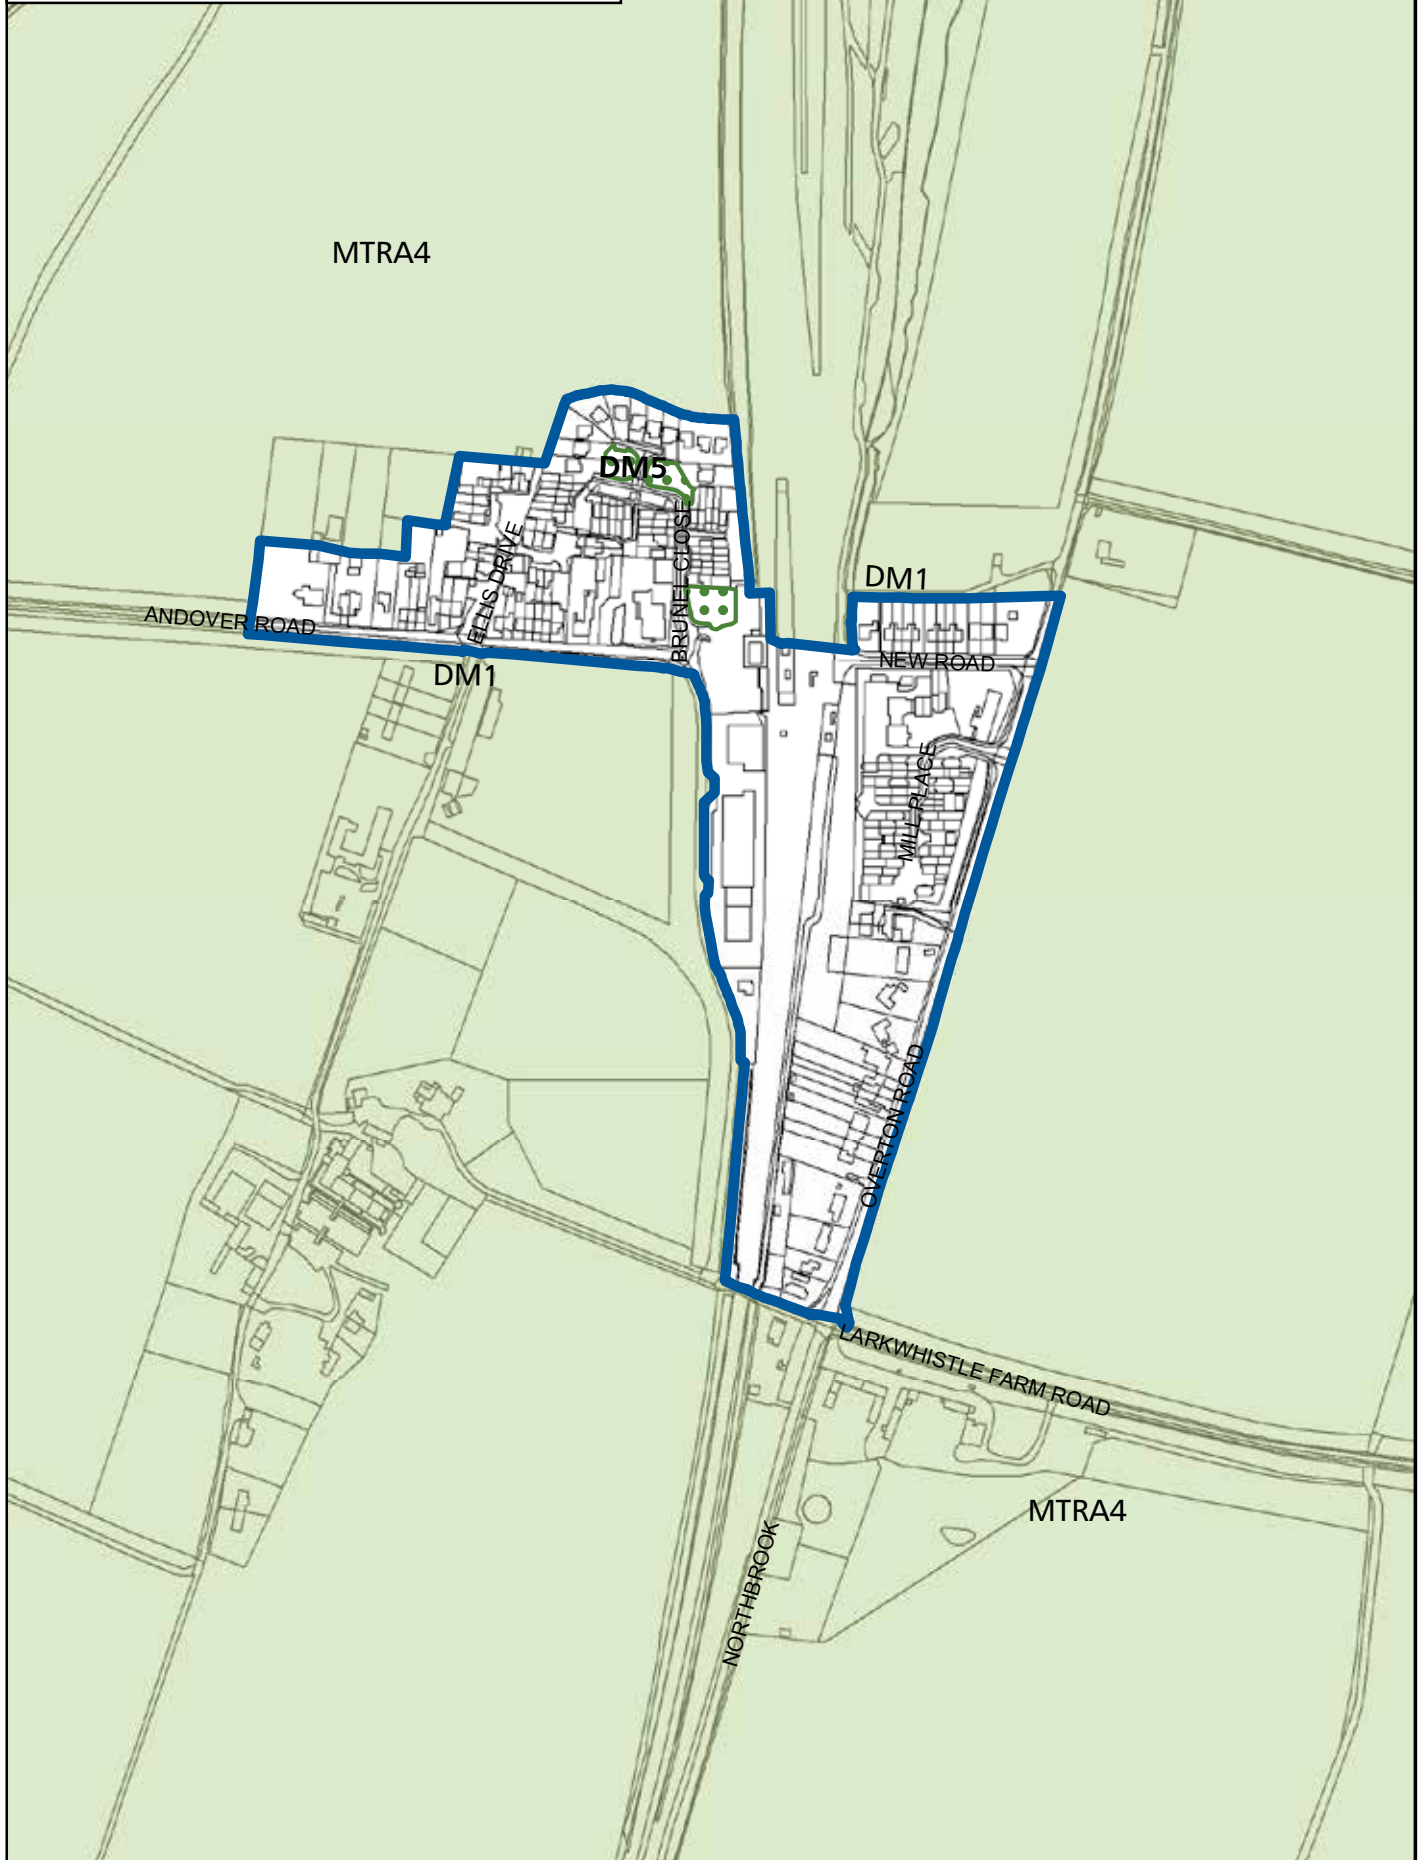 MTRA4
DM5
ELLIS DRIVE
BRUNEL CLOSE
DM1
ANDOVER ROAD
NEW ROAD
DM1
MILL PLACE
OVERTON ROAD
LARKWHISTLE FARM ROAD
MTRA4
NORTHBROOK